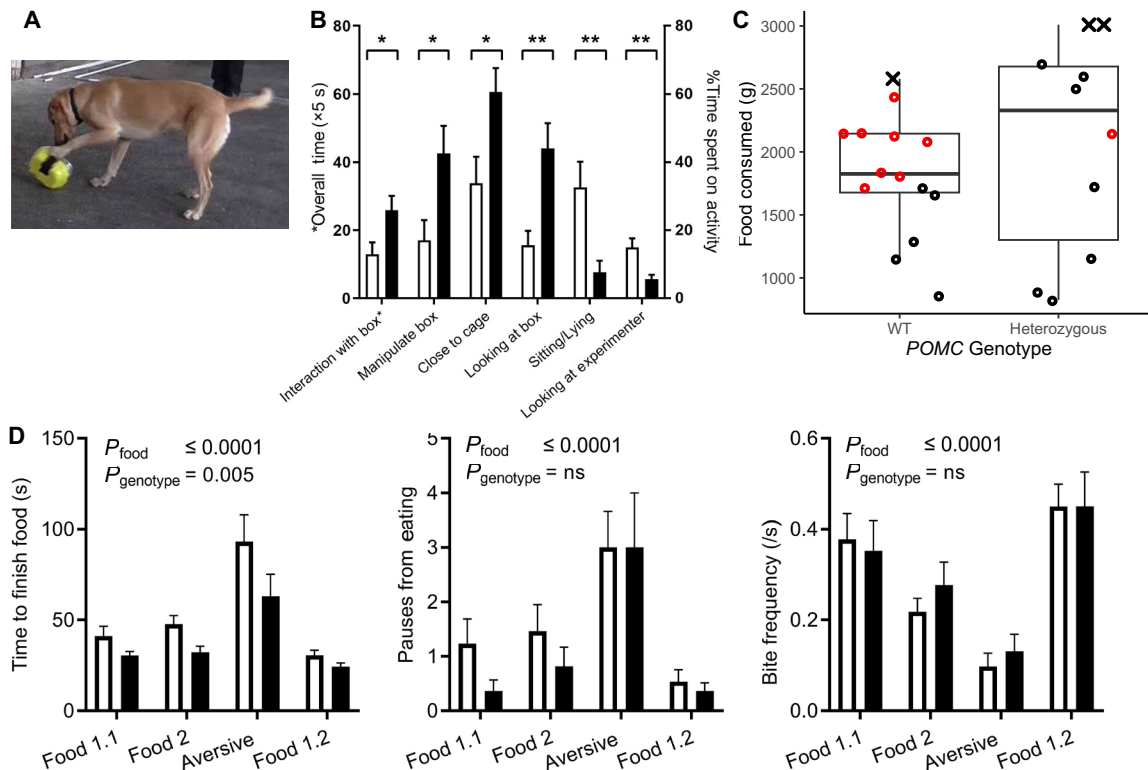 A
B
*Overall time (×5 s)
80
60
40
20
0
* * * ** ** **
80
60
40
20
0
%Time spent on activity
Interaction with box*
Manipulate box
Close to cage
Looking at box
Sitting/Lying
Looking at experimenter
C
Food consumed (g)
3000
2500
2000
1500
1000
WT Heterozygous
POMC Genotype
D
Time to finish food (s)
150
100
50
0
Pfood ≤ 0.0001
Pgenotype = 0.005
Food 1.1 Food 2 Aversive Food 1.2
Pauses from eating
5
4
3
2
1
0
Pfood ≤ 0.0001
Pgenotype = ns
Food 1.1 Food 2 Aversive Food 1.2
Bite frequency (/s)
0.6
0.4
0.2
0.0
Pfood ≤ 0.0001
Pgenotype = ns
Food 1.1 Food 2 Aversive Food 1.2